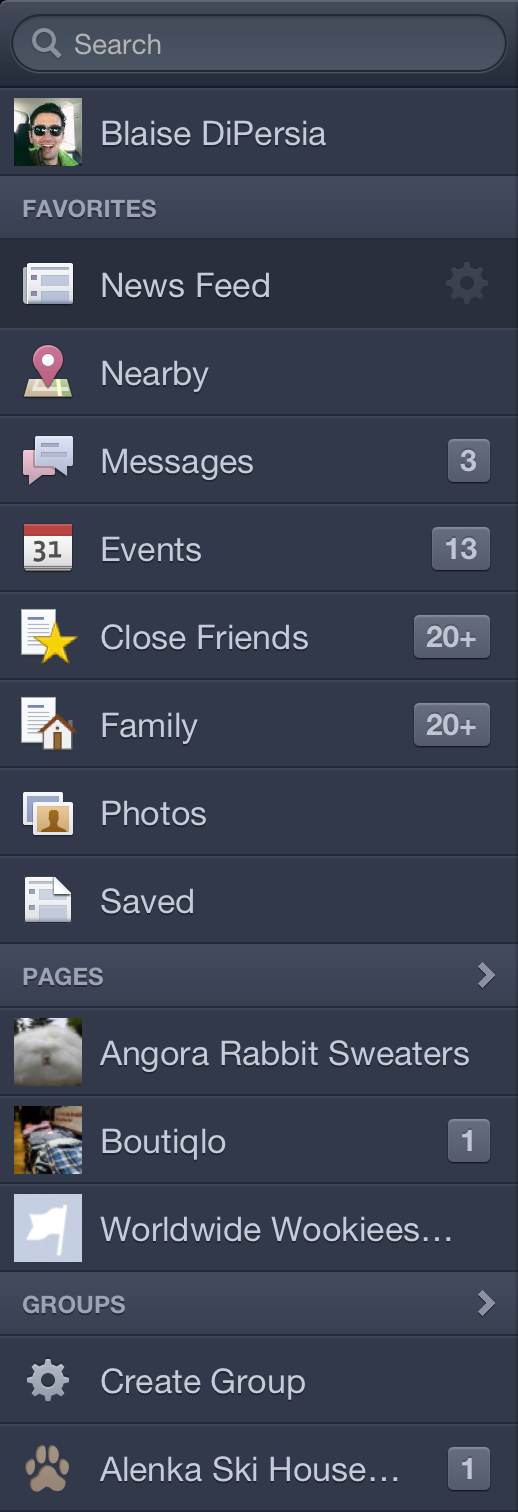 Search
Blaise DiPersia
FAVORITES
News Feed
Nearby
Messages 3
31 Events 13
Close Friends 20+
Family 20+
Photos
Saved
PAGES
Angora Rabbit Sweaters
Boutiqlo 1
Worldwide Wookiees…
GROUPS
Create Group
Alenka Ski House… 1